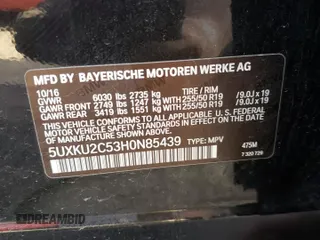 MFD BY BAYERISCHE MOTOREN WERKE AG
10/16 TIRE / RIM
GVWR 6030 lbs 2735 kg
GAWR FRONT 2749 lbs 1247 kg 255/50 R19 /9.0J x 19
GAWR REAR 3419 lbs 1551 kg 255/50 R19 /9.0J x 19
THIS VEHICLE CONFORMS TO ALL APPLICABLE U.S. FEDERAL
MOTOR VEHICLE SAFETY STANDARDS IN EFFECT ON THE
DATE OF MANUFACTURE SHOWN ABOVE.
5UXKU2C53H0N85439 TYPE: MPV 475M
DREAMBID